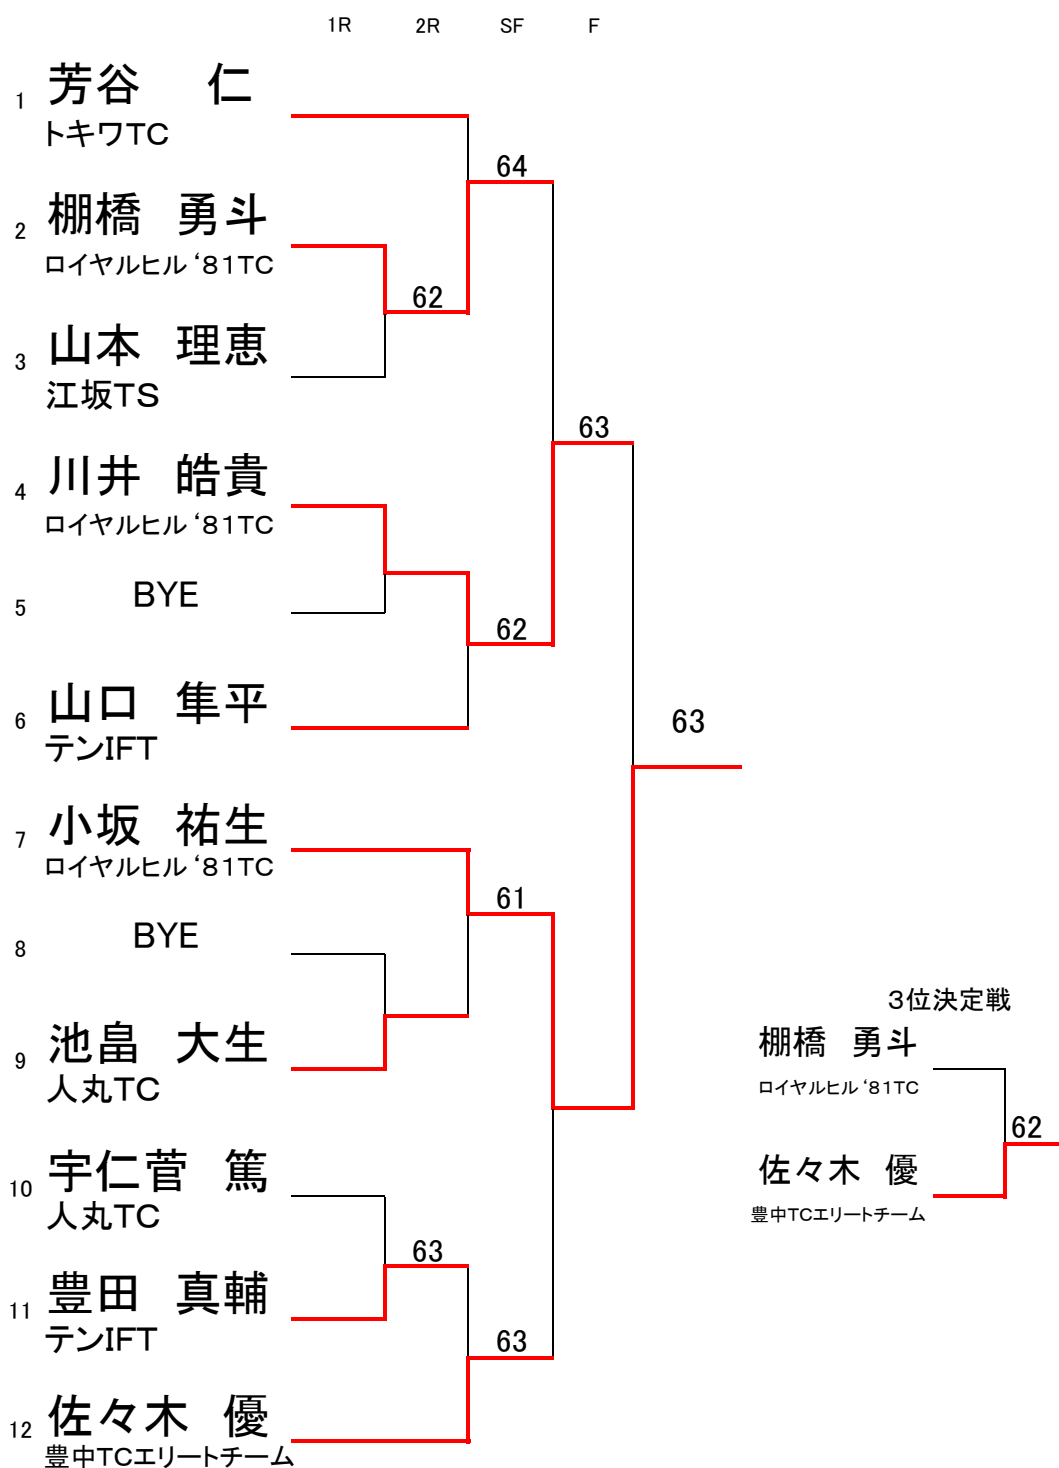 1R 2R SF F
1 芳谷 仁
トキワTC
64
2 棚橋 勇斗
ロイヤルヒル‘81TC
62
3 山本 理恵
江坂TS
63
4 川井 皓貴
ロイヤルヒル‘81TC
5 BYE
62
6 山口 隼平
テンIFT
63
7 小坂 祐生
ロイヤルヒル‘81TC
61
8 BYE
9 池畠 大生
人丸TC
10 宇仁菅 篤
人丸TC
63
11 豊田 真輔
テンIFT
63
12 佐々木 優
豊中TCエリートチーム
3位決定戦
棚橋 勇斗
ロイヤルヒル‘81TC
62
佐々木 優
豊中TCエリートチーム